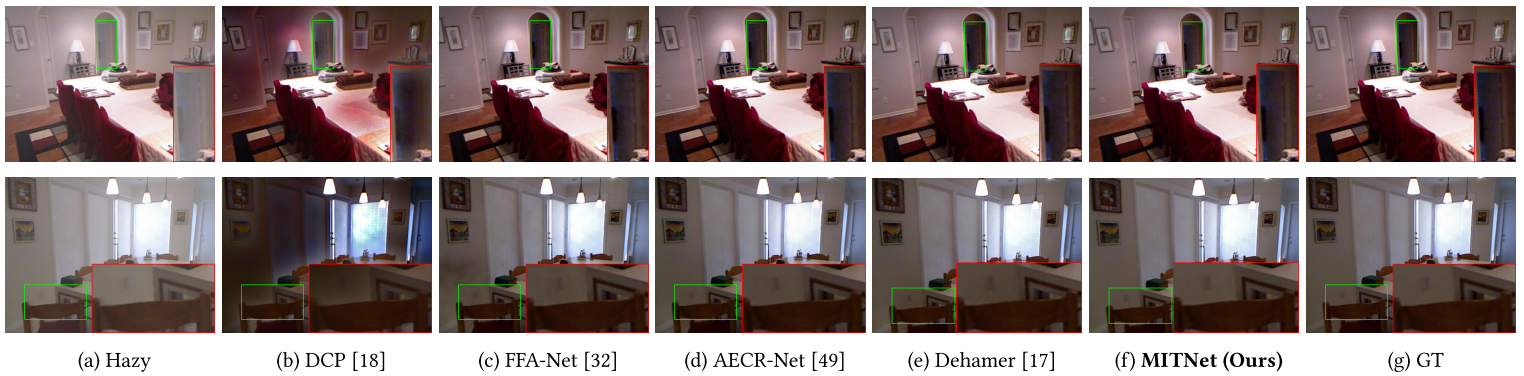 (a) Hazy (b) DCP [18] (c) FFA-Net [32] (d) AECR-Net [49] (e) Dehamer [17] (f) MITNet (Ours) (g) GT